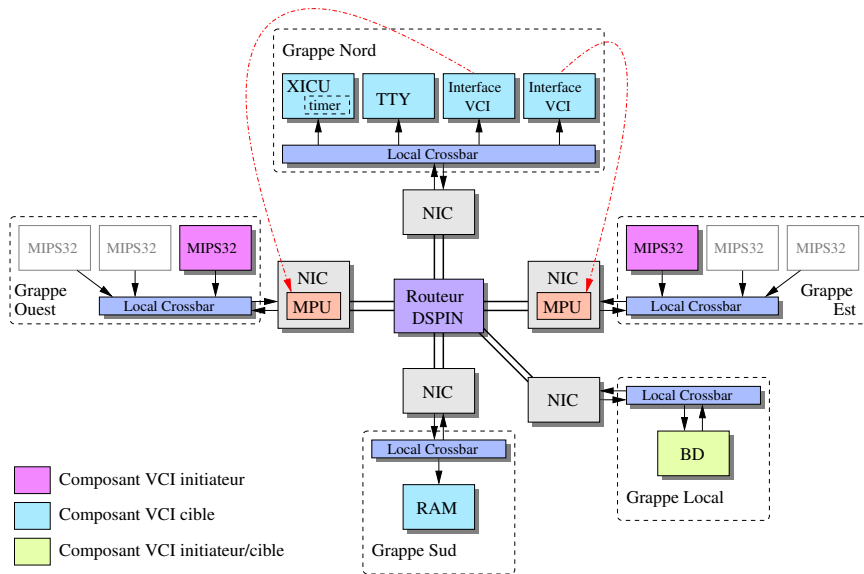 Grappe Nord
XICU
timer
TTY
Interface
VCI
Interface
VCI
Local Crossbar
NIC
MIPS32
MIPS32
MIPS32
Grappe
Ouest
Local Crossbar
NIC
MPU
Routeur
DSPIN
NIC
MPU
MIPS32
MIPS32
MIPS32
Grappe
Est
Local Crossbar
NIC
NIC
Local Crossbar
BD
Grappe Local
Local Crossbar
RAM
Grappe Sud
Composant VCI initiateur
Composant VCI cible
Composant VCI initiateur/cible